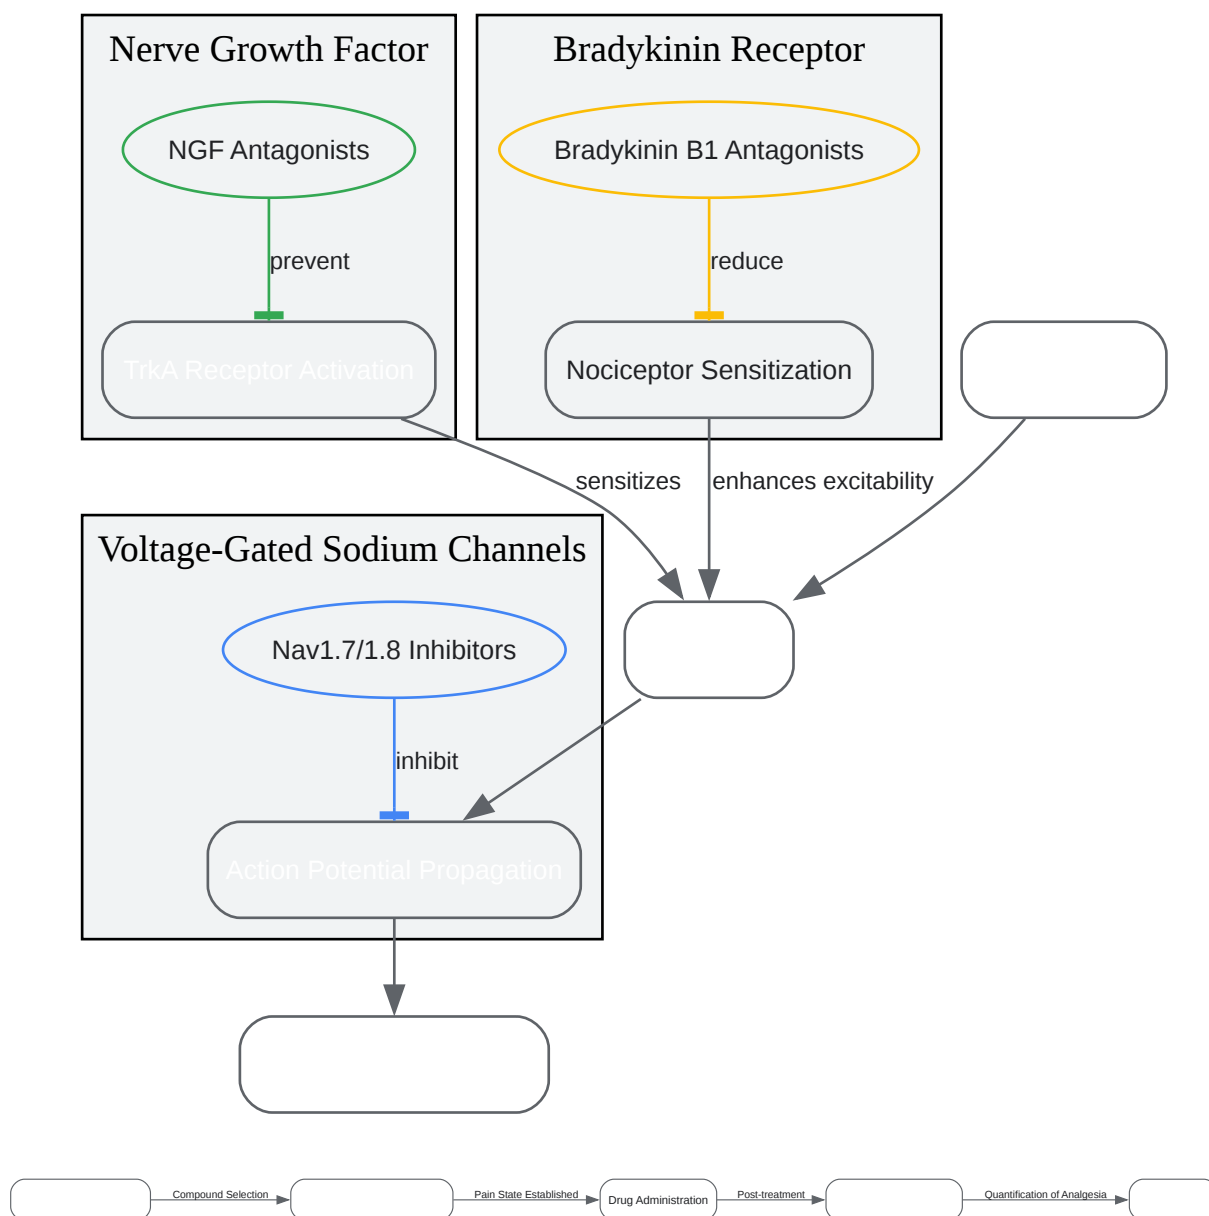 Nerve Growth Factor
Bradykinin Receptor
NGF Antagonists
Bradykinin B1 Antagonists
prevent
reduce
TrkA Receptor Activation
Nociceptor Sensitization
sensitizes
enhances excitability
Voltage-Gated Sodium Channels
Nav1.7/1.8 Inhibitors
inhibit
Action Potential Propagation
Compound Selection
Pain State Established
Drug Administration
Post-treatment
Quantification of Analgesia